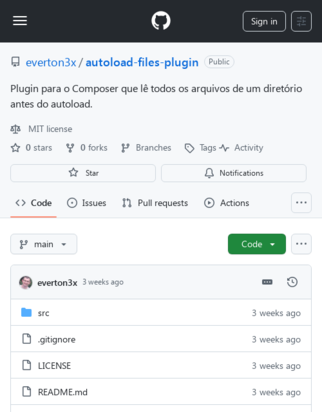 Sign in
everton3x / autoload-files-plugin Public
Plugin para o Composer que lê todos os arquivos de um diretório
antes do autoload.
MIT license
0 stars 0 forks Branches Tags Activity
Star Notifications
Code Issues Pull requests Actions
main Code
everton3x 3 weeks ago
src 3 weeks ago
.gitignore 3 weeks ago
LICENSE 3 weeks ago
README.md 3 weeks ago